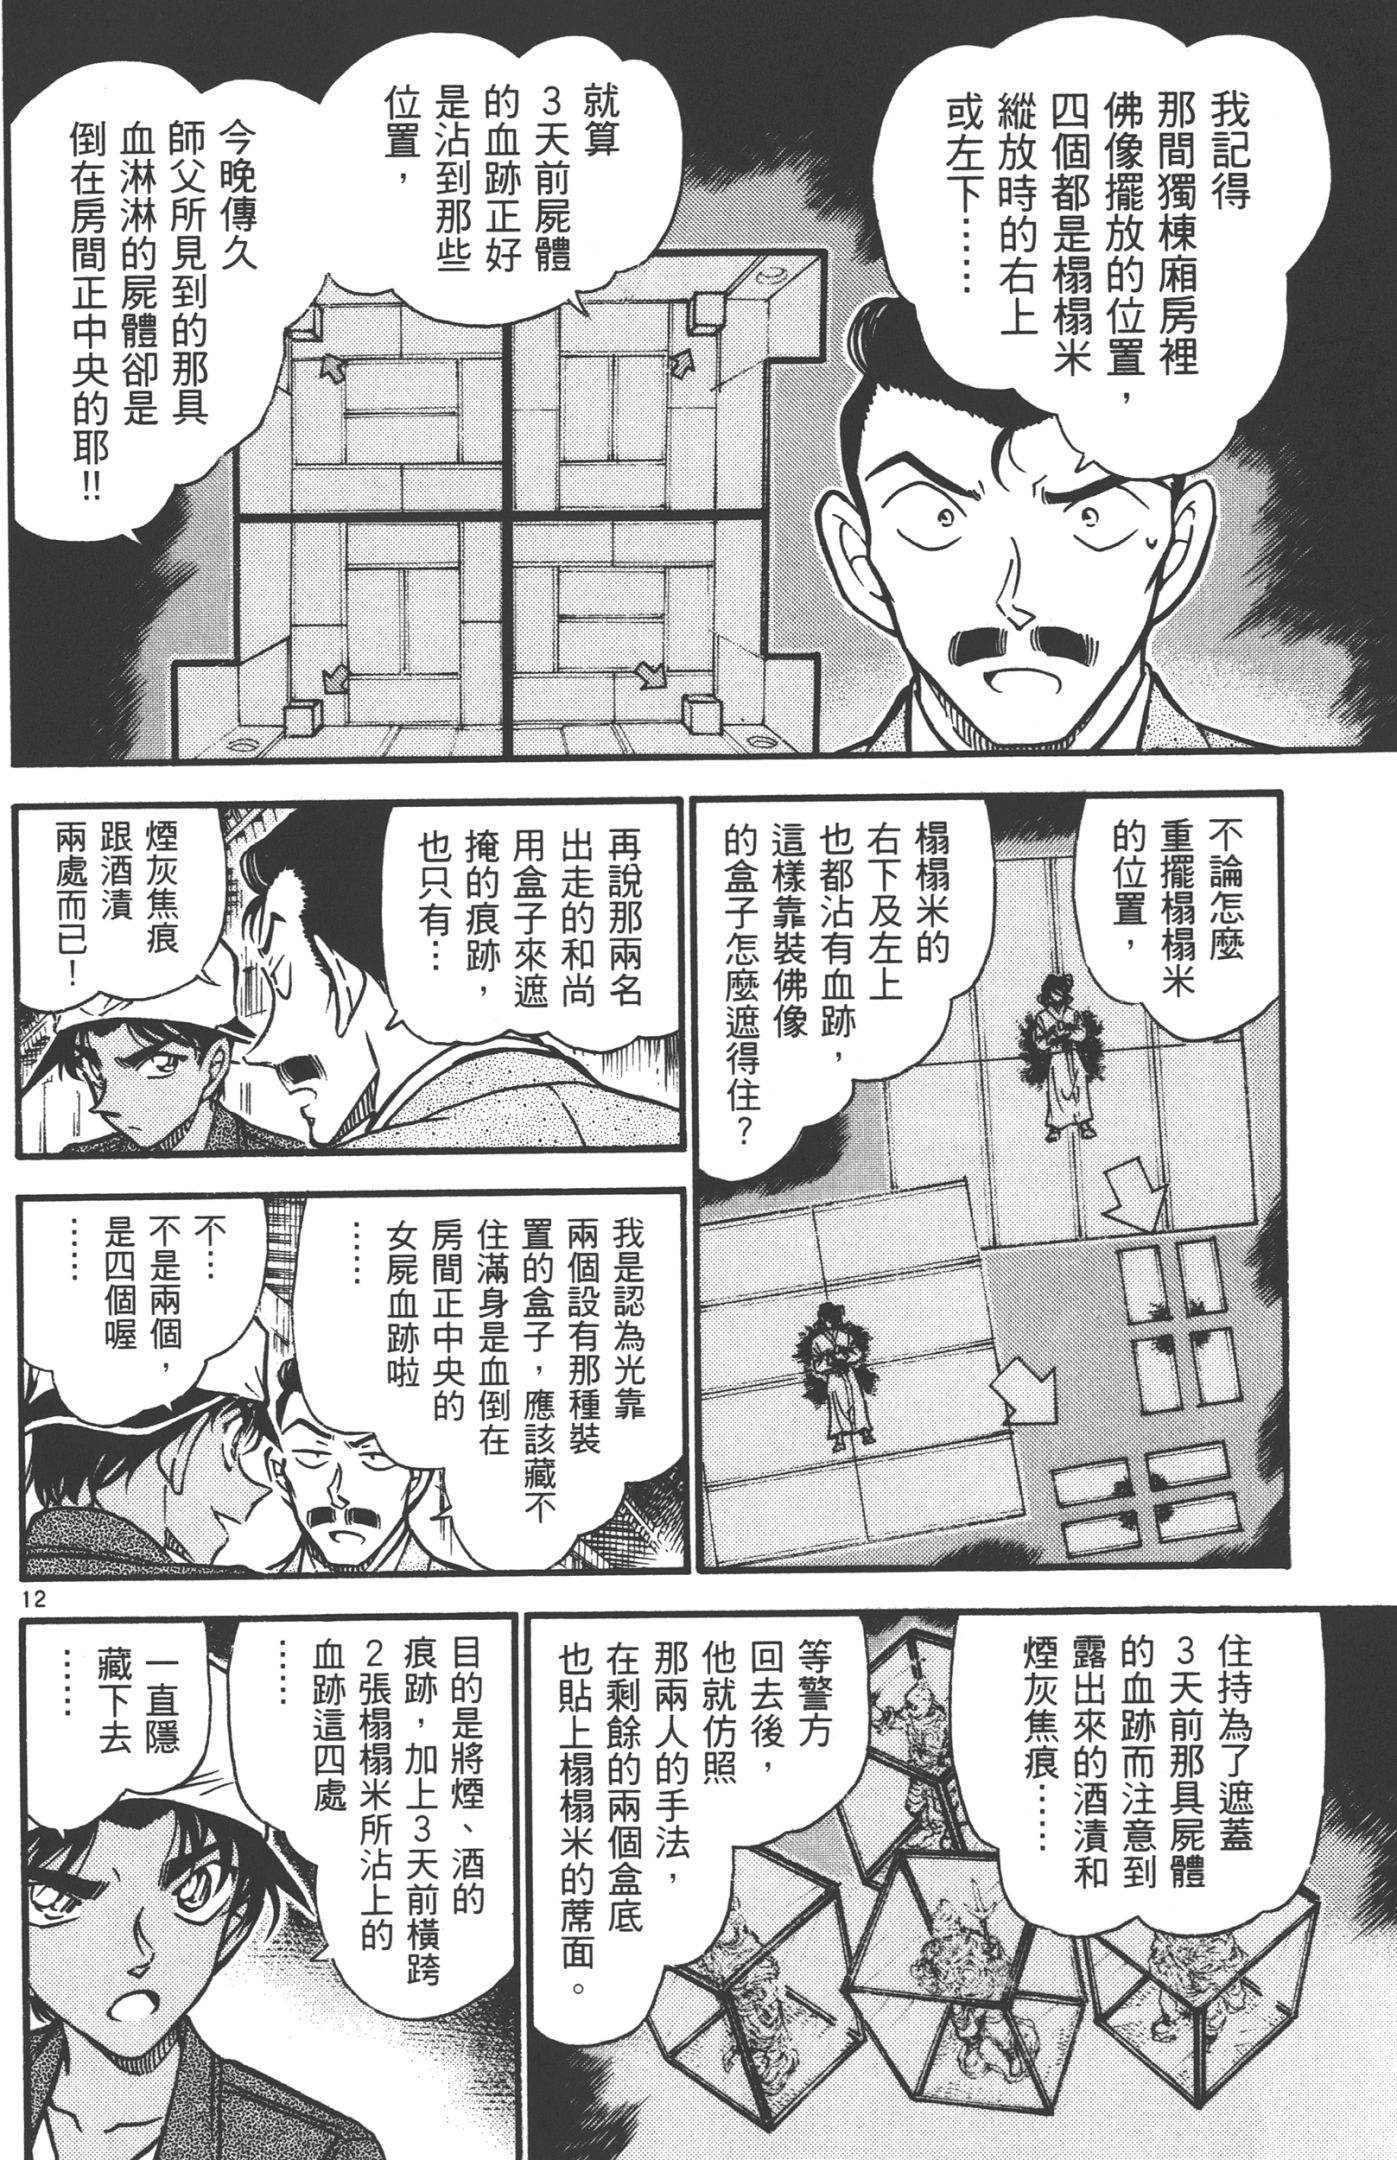 我記得
那間獨棟廂房裡
佛像擺放的位置，
四個都是榻榻米
縱放時的右上
或左下……
就算
3天前屍體
的血跡正好
是沾到那些
位置，
今晚傳久
師父所見到的那具
血淋淋的屍體卻是
倒在房間正中央的耶!!
不論怎麼
重擺榻榻米
的位置，
榻榻米的
右下及左上
也都沾有血跡，
這樣靠裝佛像
的盒子怎麼遮得住？
再說那兩名
出走的和尚
用盒子來遮
掩的痕跡，
也只有…
煙灰焦痕
跟酒漬
兩處而已！
我是認為光靠
兩個設有那種裝
置的盒子，應該藏不
住滿身是血倒在
房間正中央的
女屍血跡啦
……
不…
不是兩個，
是四個喔
……
12
住持為了遮蓋
3天前那具屍體
的血跡而注意到
露出來的酒漬和
煙灰焦痕……
等警方
回去後，
他就仿照
那兩人的手法，
在剩餘的兩個盒底
也貼上榻榻米的蓆面。
目的是將煙、酒的
痕跡，加上3天前橫跨
2張榻榻米所沾上的
血跡這四處
……
一直隱
藏下去
……